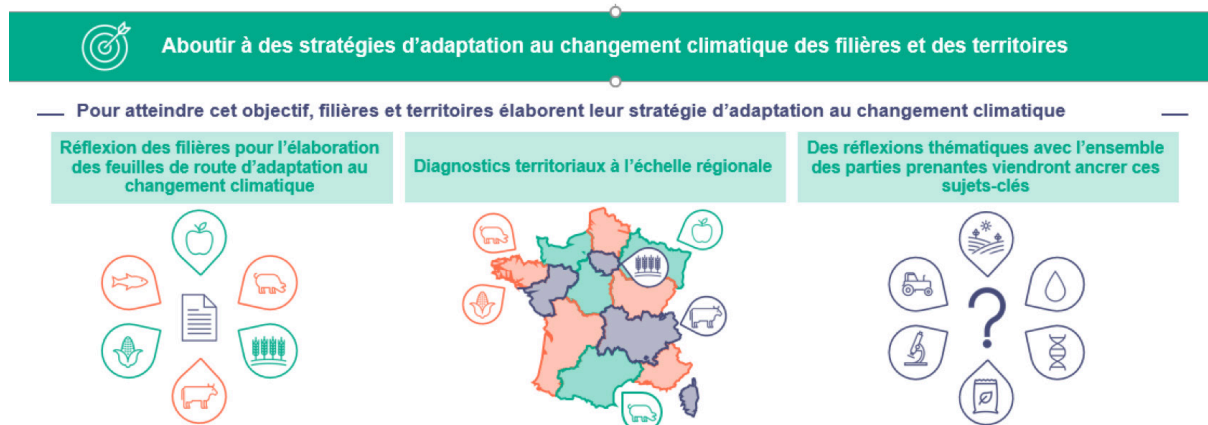 Aboutir à des stratégies d’adaptation au changement climatique des filières et des territoires
Pour atteindre cet objectif, filières et territoires élaborent leur stratégie d’adaptation au changement climatique
Réflexion des filières pour l’élaboration
des feuilles de route d’adaptation au
changement climatique
Diagnostics territoriaux à l’échelle régionale
Des réflexions thématiques avec l’ensemble
des parties prenantes viendront ancrer ces
sujets-clés
?